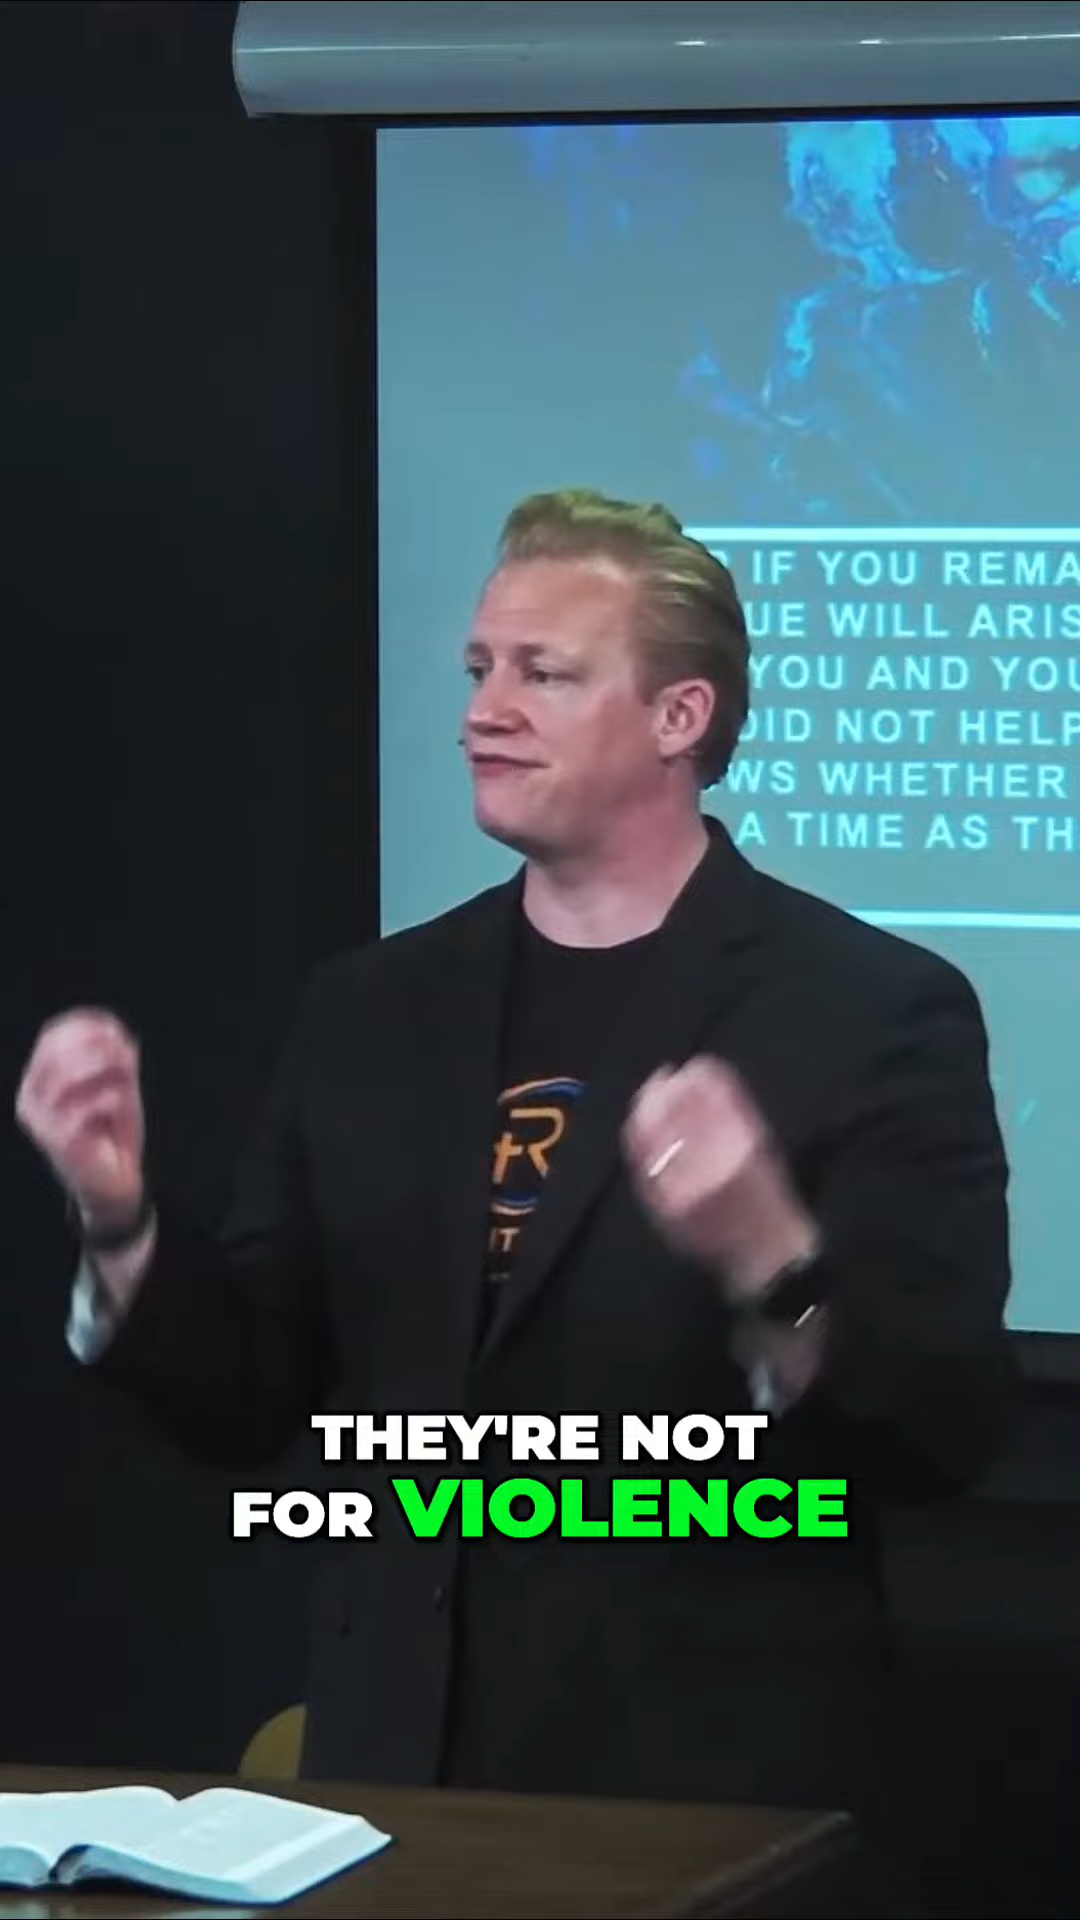 IF YOU REMA
UE WILL ARIS
YOU AND YOU
DID NOT HELP
WS WHETHER
A TIME AS TH
R
IT
THEY'RE NOT
FOR VIOLENCE